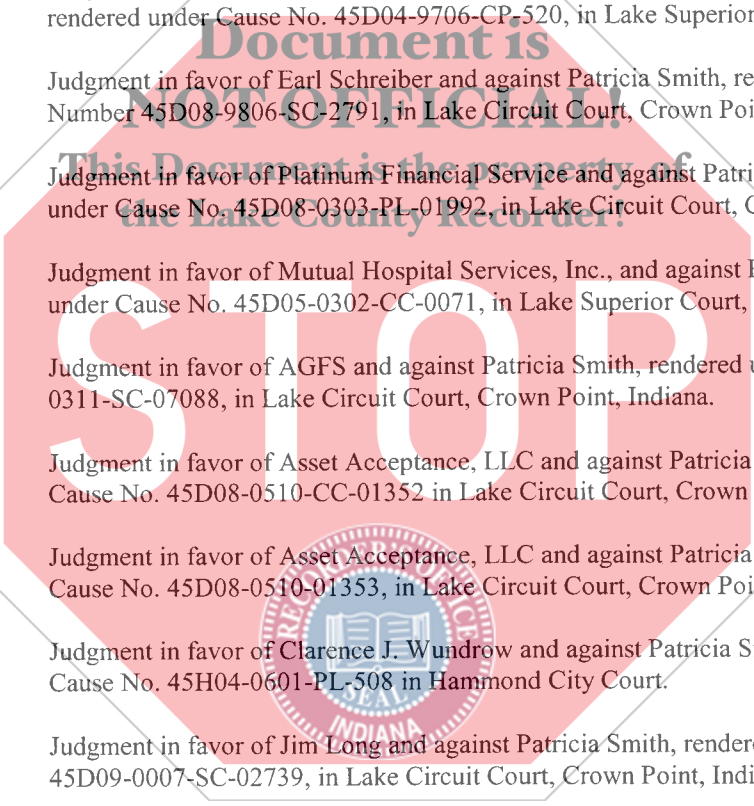 rendered under Cause No. 45D04-9706-CP-520, in Lake Superior
Document is
Judgment in favor of Earl Schreiber and against Patricia Smith, re
NOT OFFICIAL!
Number 45D08-9806-SC-2791, in Lake Circuit Court, Crown Poi
This Document is the property of
Judgment in favor of Platinum Financial Service and against Patri
the Lake County Recorder!
under Cause No. 45D08-0303-PL-01992, in Lake Circuit Court, C
Judgment in favor of Mutual Hospital Services, Inc., and against
under Cause No. 45D05-0302-CC-0071, in Lake Superior Court,
STOP
Judgment in favor of AGFS and against Patricia Smith, rendered u
0311-SC-07088, in Lake Circuit Court, Crown Point, Indiana.
Judgment in favor of Asset Acceptance, LLC and against Patricia
Cause No. 45D08-0510-CC-01352 in Lake Circuit Court, Crown
Judgment in favor of Asset Acceptance, LLC and against Patricia
Cause No. 45D08-0510-01353, in Lake Circuit Court, Crown Poi
RECORDER OFFICE
SEAL
INDIANA
Judgment in favor of Clarence J. Wundrow and against Patricia S
Cause No. 45H04-0601-PL-508 in Hammond City Court.
Judgment in favor of Jim Long and against Patricia Smith, rendere
45D09-0007-SC-02739, in Lake Circuit Court, Crown Point, Indi